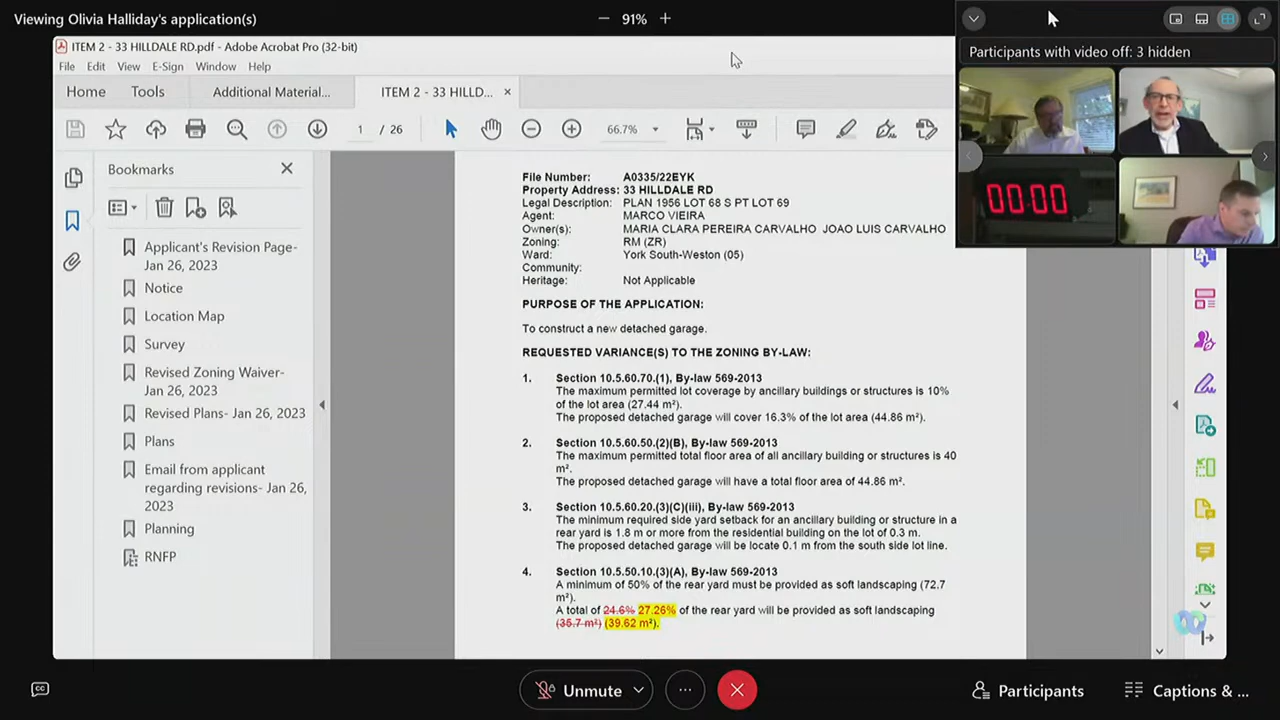 Viewing Olivia Halliday's application(s)
91%
Participants with video off: 3 hidden
ITEM 2 - 33 HILLDALE RD.pdf - Adobe Acrobat Pro (32-bit)
File Edit View E-Sign Window Help
Home Tools Additional Material... ITEM 2 - 33 HILLD... ×
1 / 26 66.7%
00:00
Bookmarks
Applicant's Revision Page-
Jan 26, 2023
Notice
Location Map
Survey
Revised Zoning Waiver-
Jan 26, 2023
Revised Plans- Jan 26, 2023
Plans
Email from applicant
regarding revisions- Jan 26,
2023
Planning
RNFP
File Number: A0335/22EYK
Property Address: 33 HILLDALE RD
Legal Description: PLAN 1956 LOT 68 S PT LOT 69
Agent: MARCO VIEIRA
Owner(s): MARIA CLARA PEREIRA CARVALHO JOAO LUIS CARVALHO
Zoning: RM (ZR)
Ward: York South-Weston (05)
Community:
Heritage: Not Applicable
PURPOSE OF THE APPLICATION:
To construct a new detached garage.
REQUESTED VARIANCE(S) TO THE ZONING BY-LAW:
1. Section 10.5.60.70.(1), By-law 569-2013
The maximum permitted lot coverage by ancillary buildings or structures is 10%
of the lot area (27.44 m²).
The proposed detached garage will cover 16.3% of the lot area (44.86 m²).
2. Section 10.5.60.50.(2)(B), By-law 569-2013
The maximum permitted total floor area of all ancillary building or structures is 40
m².
The proposed detached garage will have a total floor area of 44.86 m².
3. Section 10.5.60.20.(3)(C)(iii), By-law 569-2013
The minimum required side yard setback for an ancillary building or structure in a
rear yard is 1.8 m or more from the residential building on the lot of 0.3 m.
The proposed detached garage will be locate 0.1 m from the south side lot line.
4. Section 10.5.50.10.(3)(A), By-law 569-2013
A minimum of 50% of the rear yard must be provided as soft landscaping (72.7
m²).
A total of 24.6% 27.26% of the rear yard will be provided as soft landscaping
(35.7 m²) (39.62 m²).
CC
Unmute
Participants
Captions & ...